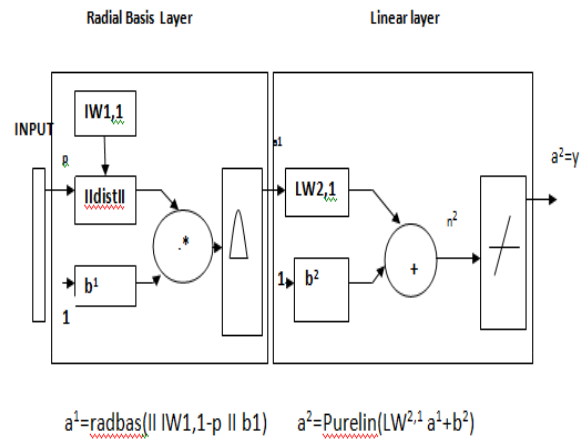 Radial Basis Layer Linear layer
IW1,1
INPUT
p
a1
a²=y
IIdistII
LW2,1
n²
.*
b¹
1
1
b²
+
a¹=radbas(II IW1,1-p II b1) a²=Purelin(LW²,¹ a¹+b²)